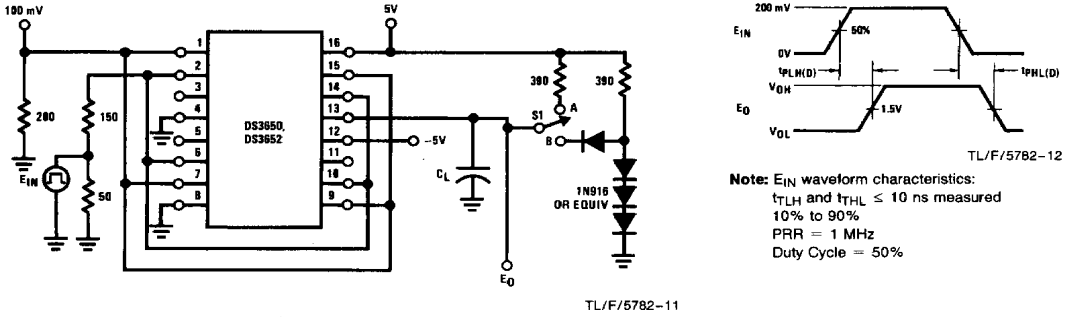 100 mV
5V
1
2
3
4
5
6
7
8
16
15
14
13
12
11
10
9
DS3650,
DS3652
200
150
50
EIN
-5V
CL
390
390
S1
A
B
1N916
OR EQUIV
EO
TL/F/5782-11
200 mV
EIN
50%
0V
tPLH(D)
tPHL(D)
VOH
EO
1.5V
VOL
TL/F/5782-12
Note: EIN waveform characteristics:
tTLH and tTHL ≤ 10 ns measured
10% to 90%
PRR = 1 MHz
Duty Cycle = 50%